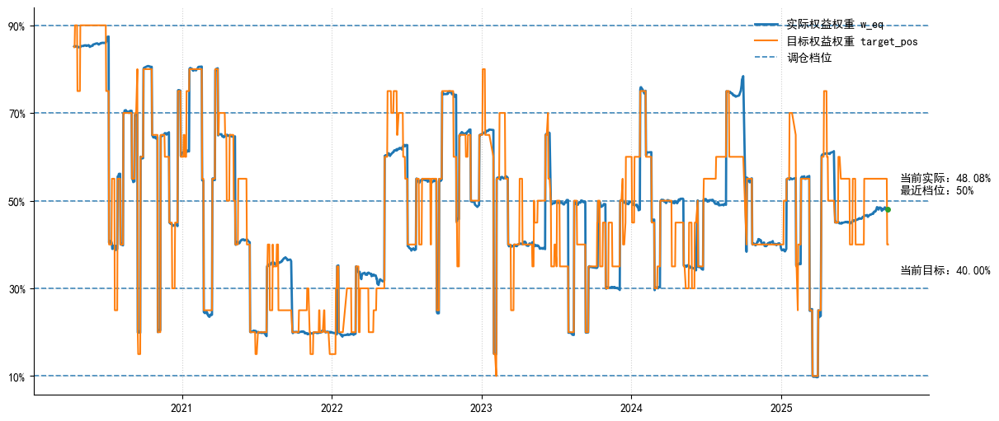 90%
70%
50%
30%
10%
实际权益权重 w_eq
目标权益权重 target_pos
调仓档位
当前实际：48.08%
最近档位：50%
当前目标：40.00%
2021
2022
2023
2024
2025